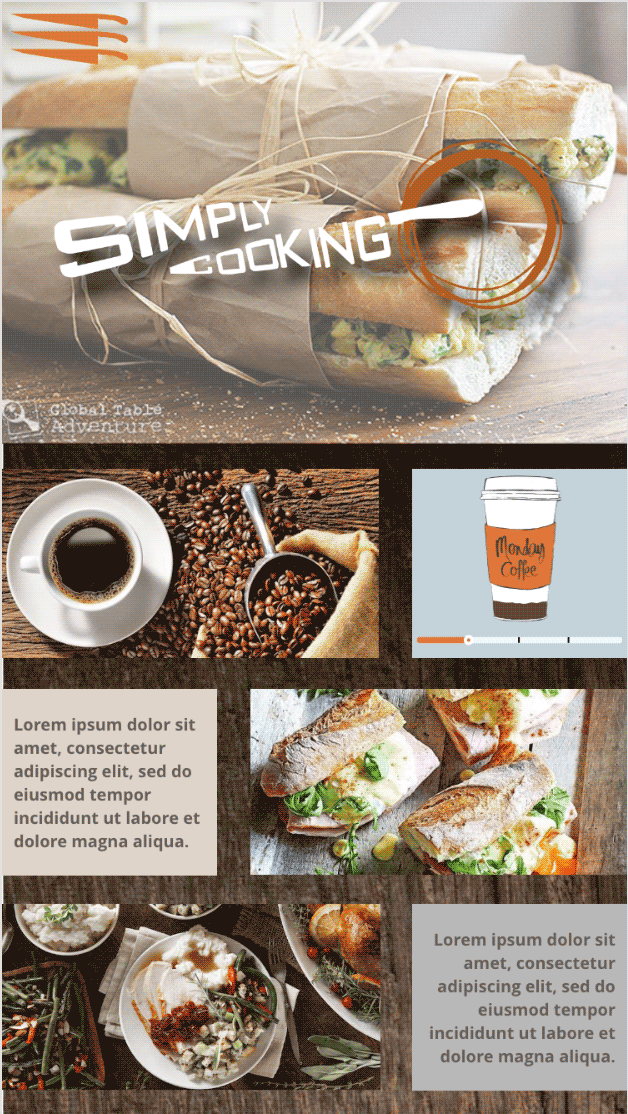 SIMPLY
COOKING
Global Table
Adventure
Monday
Coffee
Lorem ipsum dolor sit
amet, consectetur
adipiscing elit, sed do
eiusmod tempor
incididunt ut labore et
dolore magna aliqua.
Lorem ipsum dolor sit
amet, consectetur
adipiscing elit, sed do
eiusmod tempor
incididunt ut labore et
dolore magna aliqua.